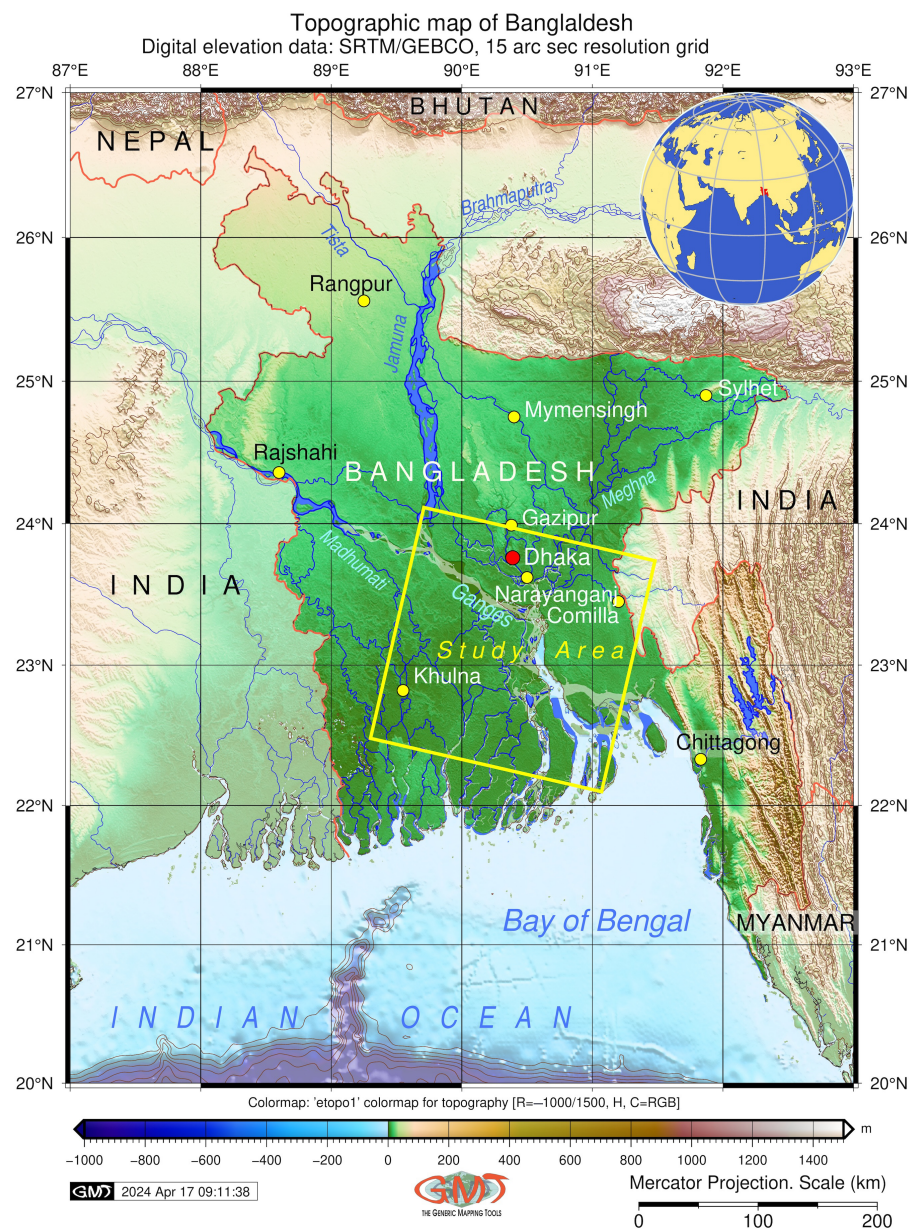 Topographic map of Banglaldesh
Digital elevation data: SRTM/GEBCO, 15 arc sec resolution grid
87°E 88°E 89°E 90°E 91°E 92°E 93°E
27°N 27°N
BHUTAN
NEPAL
Brahmaputra
26°N 26°N
Tista
Rangpur
Jamuna
25°N 25°N
Sylhet
Mymensingh
Rajshahi
BANGLADESH
Meghna
INDIA
24°N 24°N
Gazipur
Madhumati
Dhaka
INDIA
Narayanganj
Ganges
Comilla
Study Area
23°N 23°N
Khulna
Chittagong
22°N 22°N
Bay of Bengal
MYANMAR
21°N 21°N
INDIAN OCEAN
20°N 20°N
Colormap: 'etopo1' colormap for topography [R=−1000/1500, H, C=RGB]
m
−1000 −800 −600 −400 −200 0 200 400 600 800 1000 1200 1400
GMT 2024 Apr 17 09:11:38
GMT
THE GENERIC MAPPING TOOLS
Mercator Projection. Scale (km)
0 100 200